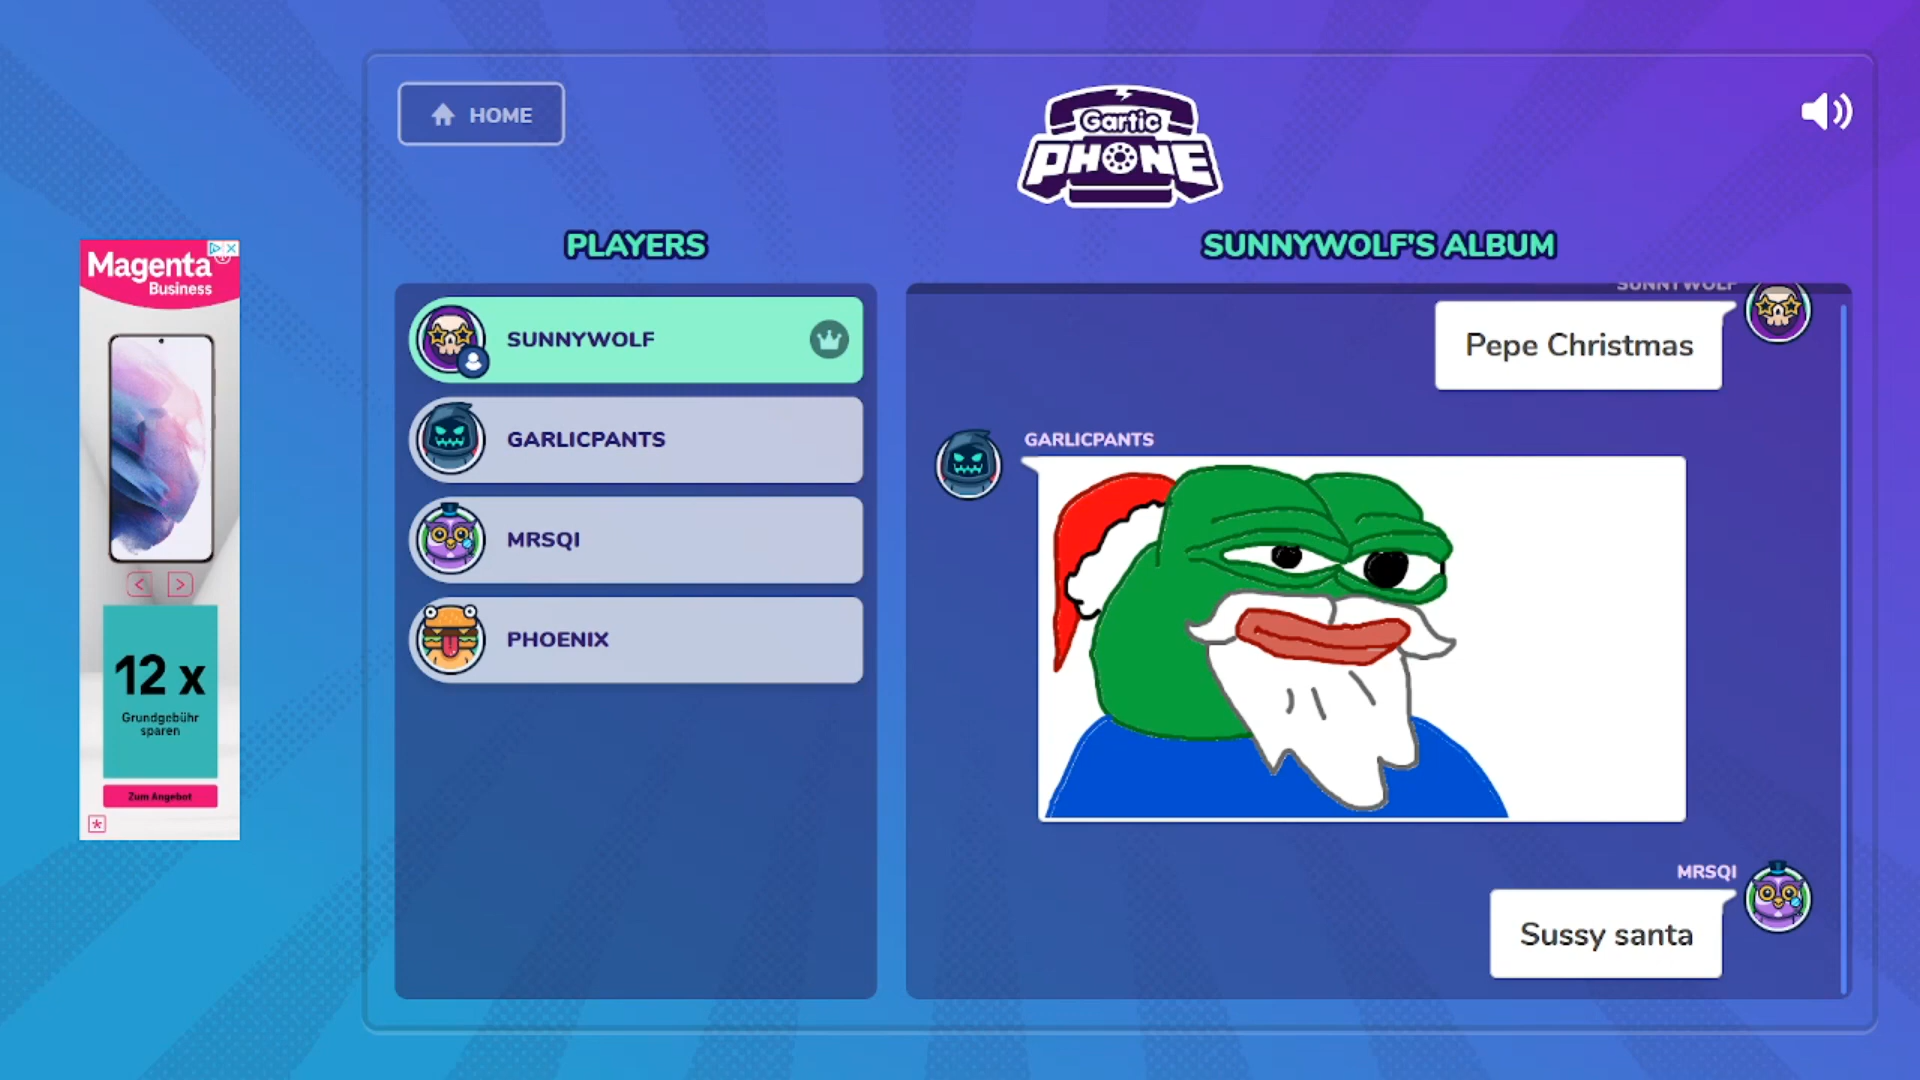 HOME
Gartic
PHONE
PLAYERS
SUNNYWOLF'S ALBUM
Magenta
Business
12 x
Grundgebühr
sparen
Zum Angebot
SUNNYWOLF
GARLICPANTS
MRSQI
PHOENIX
SUNNYWOLF
Pepe Christmas
GARLICPANTS
MRSQI
Sussy santa